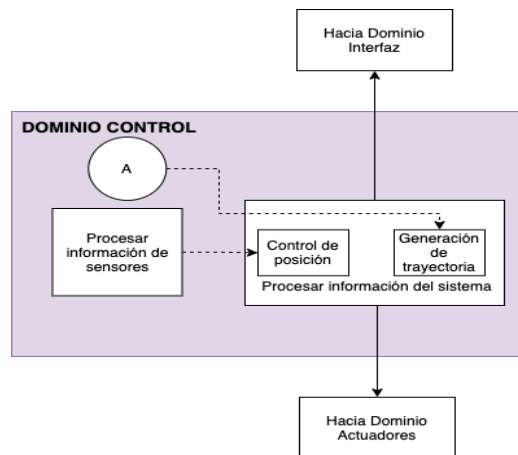 Hacia Dominio
Interfaz
DOMINIO CONTROL
A
Procesar
información de
sensores
Control de
posición
Generación
de
trayectoria
Procesar información del sistema
Hacia Dominio
Actuadores